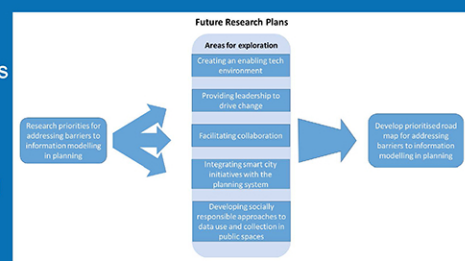 Future Research Plans
s
Research priorities for
addressing barriers to
information modelling
in planning
Areas for exploration
Creating an enabling tech
environment
Providing leadership to
drive change
Facilitating collaboration
Integrating smart city
initiatives with the
planning system
Developing socially
responsible approaches to
data use and collection in
public spaces
Develop prioritised road
map for addressing
barriers to information
modelling in planning